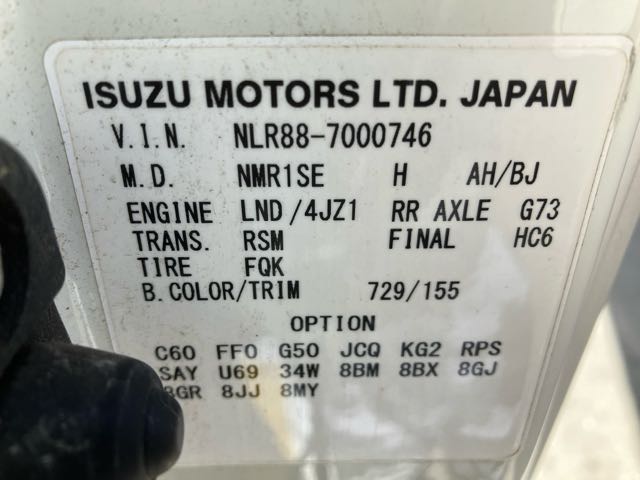 ISUZU MOTORS LTD. JAPAN
V.I.N. NLR88-7000746
M.D. NMR1SE H AH/BJ
ENGINE LND/4JZ1 RR AXLE G73
TRANS. RSM FINAL HC6
TIRE FQK
B.COLOR/TRIM 729/155
OPTION
C60 FF0 G50 JCQ KG2 RPS
SAY U69 34W 8BM 8BX 8GJ
8GR 8JJ 8MY